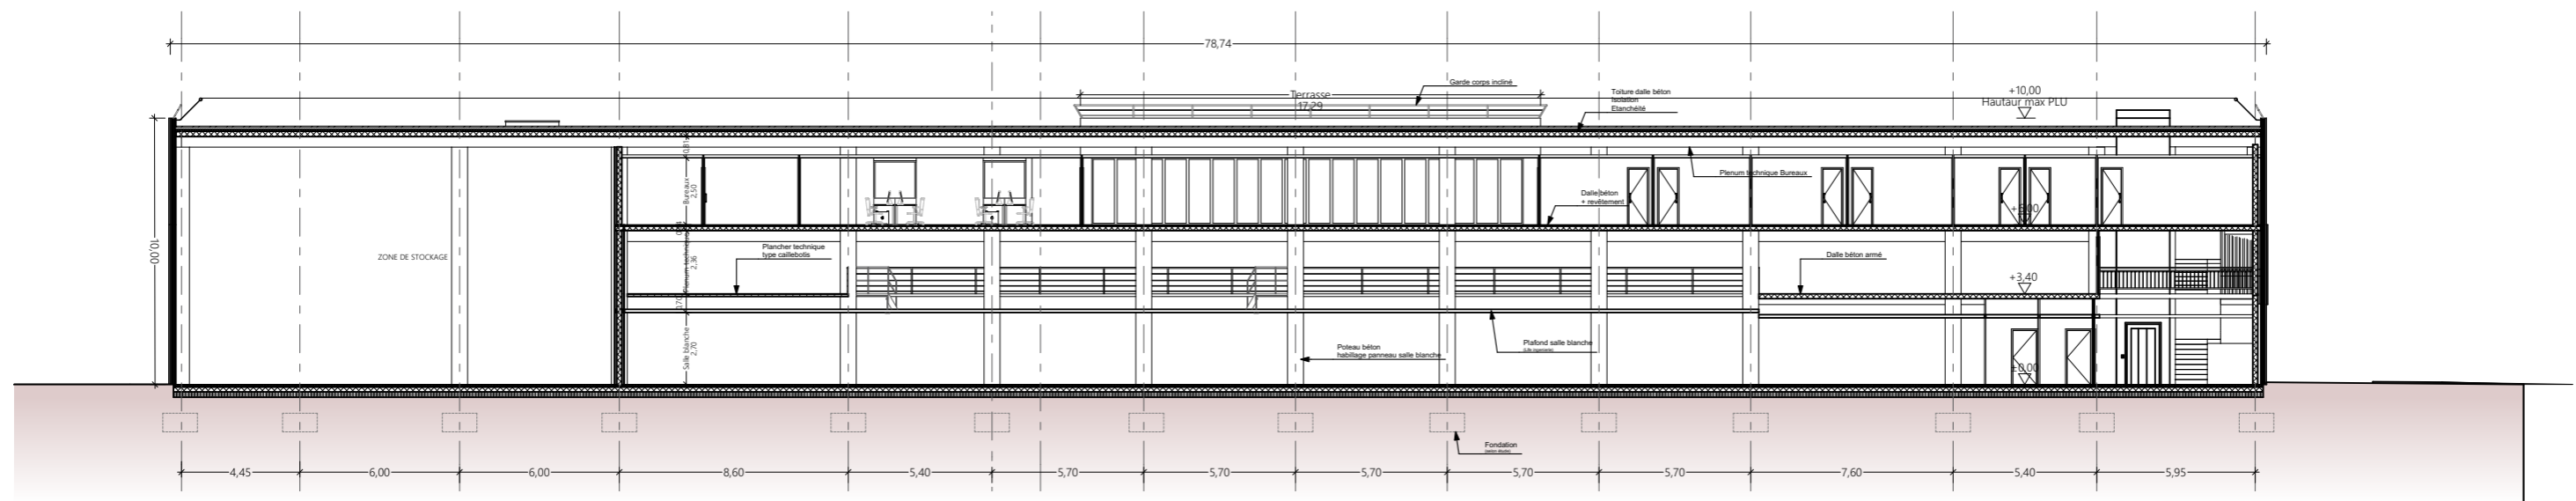 78,74
Garde corps incliné
Terrasse
17,29
Toiture dalle béton
Isolation
Etanchéité
+10,00
Hautaur max PLU
Bureaux
2,50
Plenum technique Bureaux
Dalle béton
+ revêtement
10,00
ZONE DE STOCKAGE
Plancher technique
type caillebotis
Plenum technique
2,36
Dalle béton armé
+3,40
Salle blanche
2,70
Poteau béton
habillage panneau salle blanche
Plafond salle blanche
±0,00
Fondation
4,45
6,00
6,00
8,60
5,40
5,70
5,70
5,70
5,70
5,70
7,60
5,40
5,95